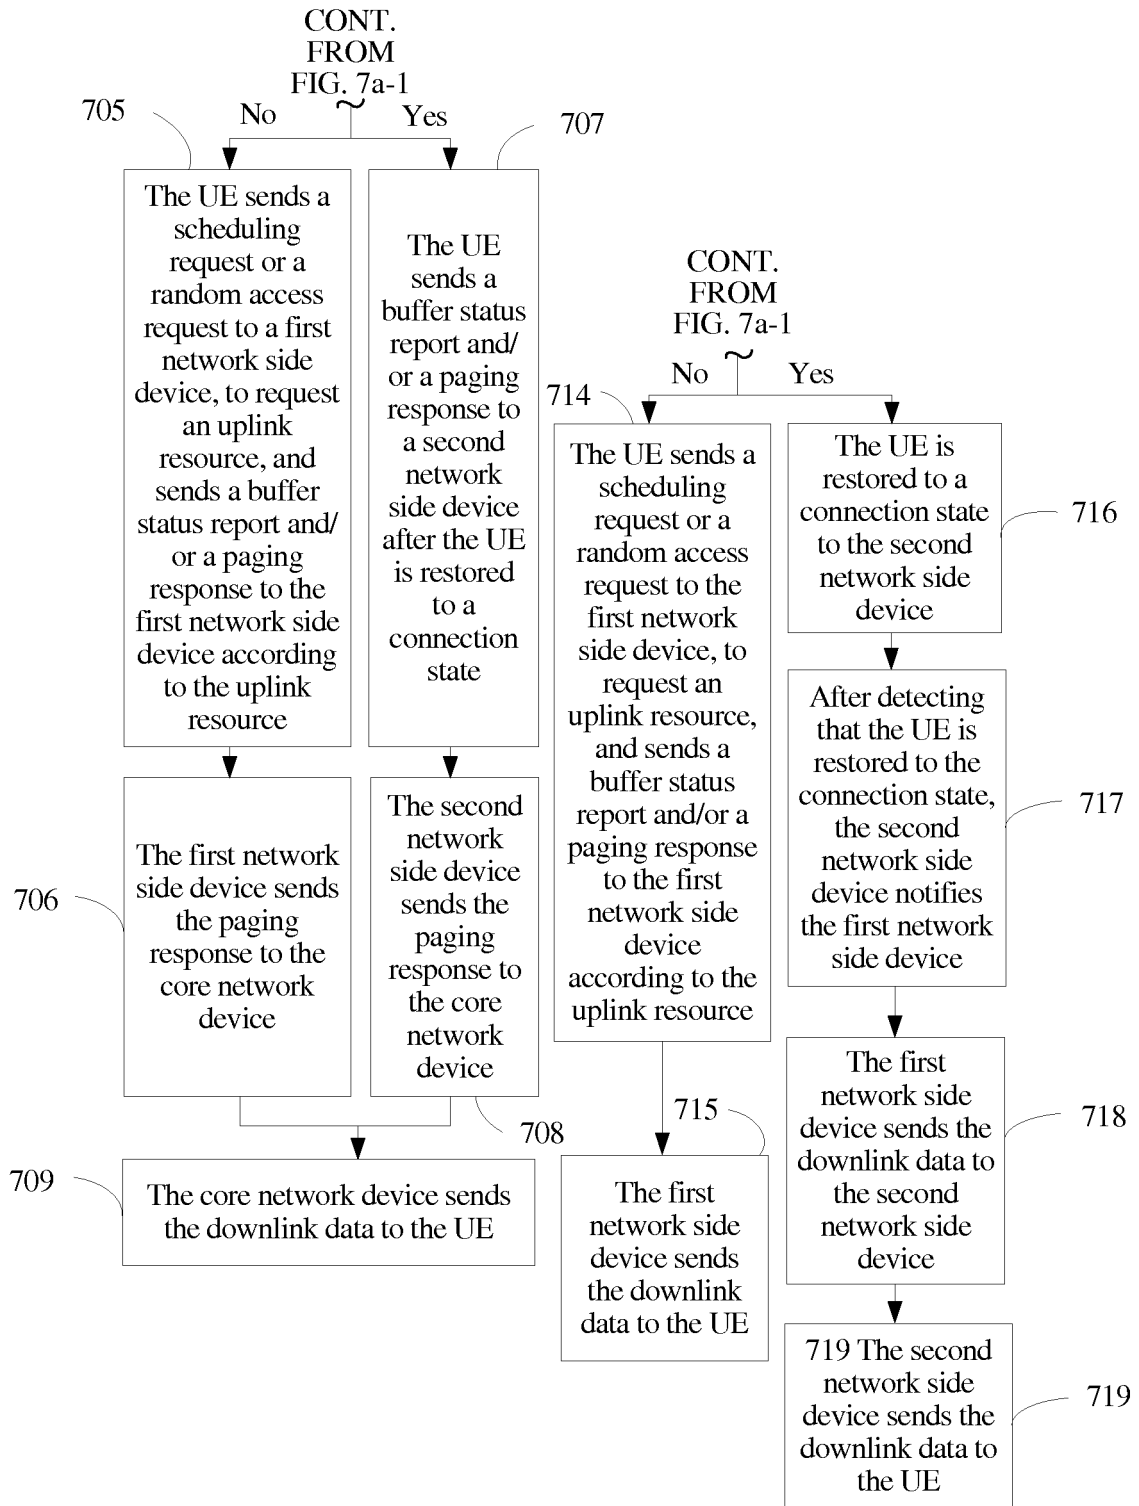 CONT.
FROM
FIG. 7a-1
No
Yes
705
707
The UE sends a
scheduling
request or a
random access
request to a first
network side
device, to request
an uplink
resource, and
sends a buffer
status report and/
or a paging
response to the
first network side
device according
to the uplink
resource
The UE
sends a
buffer status
report and/
or a paging
response to
a second
network
side device
after the UE
is restored
to a
connection
state
706
The first network
side device sends
the paging
response to the
core network
device
The second
network
side device
sends the
paging
response to
the core
network
device
708
709
The core network device sends
the downlink data to the UE
CONT.
FROM
FIG. 7a-1
No
Yes
714
The UE sends a
scheduling
request or a
random access
request to the
first network
side device, to
request an
uplink resource,
and sends a
buffer status
report and/or a
paging response
to the first
network side
device
according to the
uplink resource
715
The first
network side
device sends
the downlink
data to the UE
The UE is
restored to a
connection state
to the second
network side
device
716
After detecting
that the UE is
restored to the
connection state,
the second
network side
device notifies
the first network
side device
717
The first
network side
device sends the
downlink data to
the second
network side
device
718
719 The second
network side
device sends the
downlink data to
the UE
719